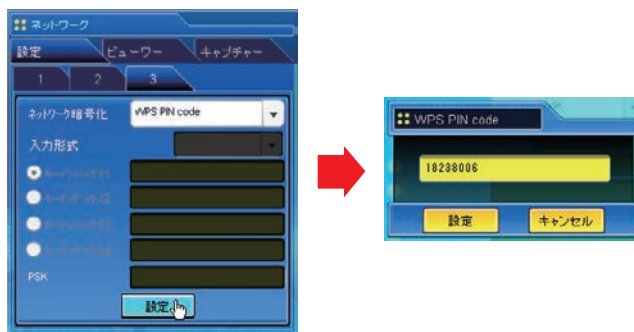 ネットワーク
設定 ビューワー キャプチャー
1 2 3
ネットワーク暗号化 WPS PIN code
入力形式
PSK
設定
WPS PIN code
18238006
設定 キャンセル